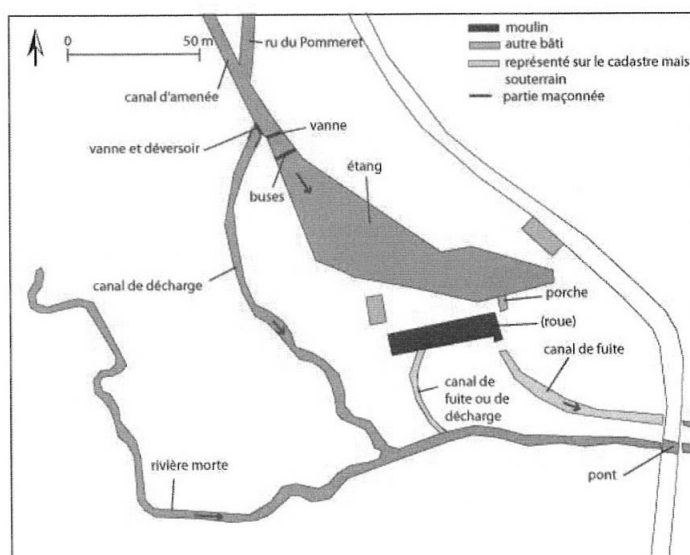 0 50 m
ru du Pommeret
moulin
autre bâti
représenté sur le cadastre mais
souterrain
partie maçonnée
canal d'amenée
vanne
vanne et déversoir
buses
étang
canal de décharge
porche
(roue)
canal de fuite
canal de
fuite ou de
décharge
rivière morte
pont